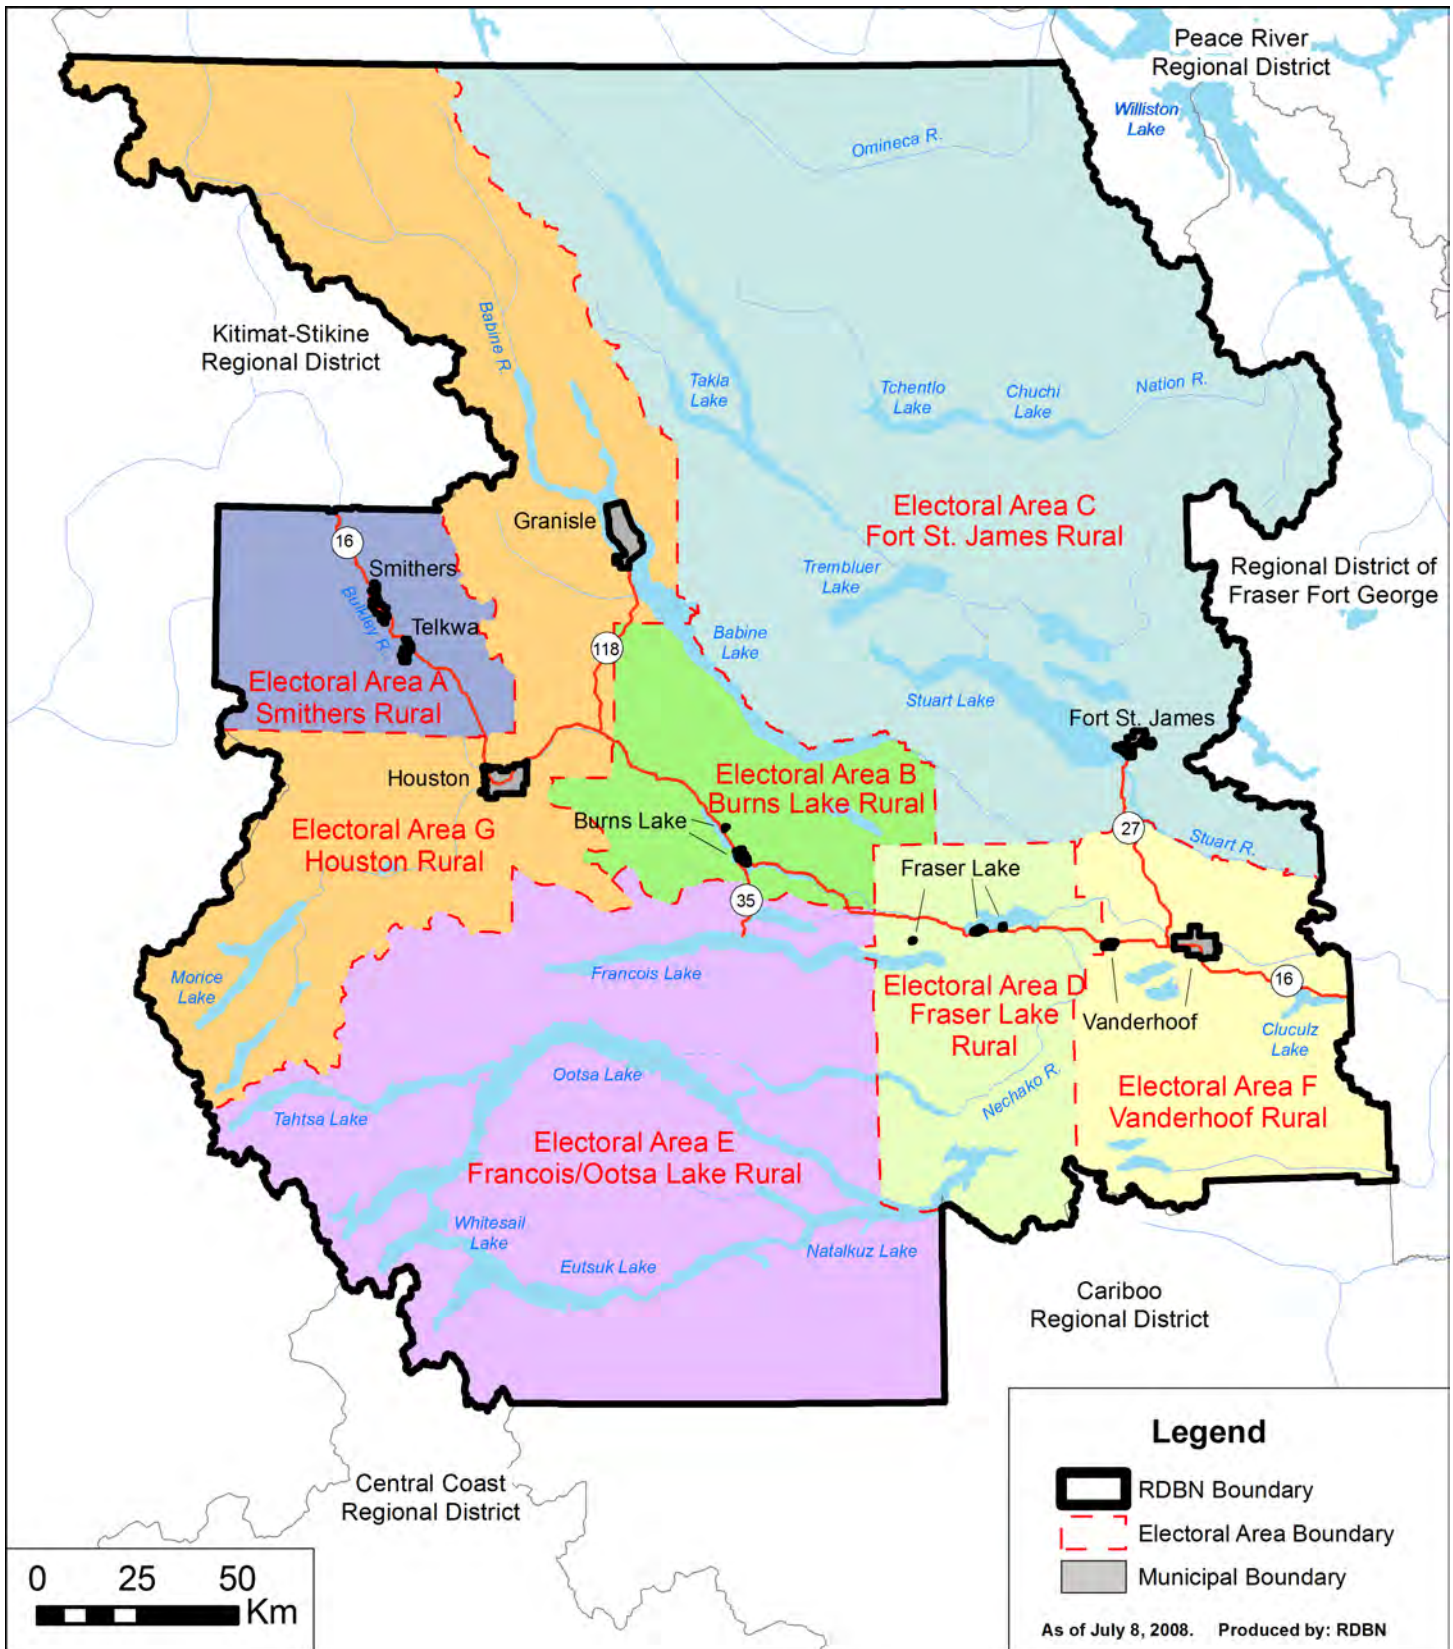 Peace River
Regional District
Williston
Lake
Omineca R.
Kitimat-Stikine
Regional District
Babine R.
Takla
Lake
Tchentlo
Lake
Chuchi
Lake
Nation R.
Electoral Area C
Fort St. James Rural
Granisle
16
Smithers
Bulkley R.
Telkwa
Trembluer
Lake
Regional District of
Fraser Fort George
118
Babine
Lake
Electoral Area A
Smithers Rural
Stuart Lake
Fort St. James
Houston
Electoral Area B
Burns Lake Rural
Electoral Area G
Houston Rural
Burns Lake
27
Stuart R.
Fraser Lake
35
Morice
Lake
Francois Lake
Electoral Area D
Fraser Lake
Rural
16
Vanderhoof
Cluculz
Lake
Ootsa Lake
Tahtsa Lake
Nechako R.
Electoral Area F
Vanderhoof Rural
Electoral Area E
Francois/Ootsa Lake Rural
Whitesail
Lake
Natalkuz Lake
Eutsuk Lake
Cariboo
Regional District
Central Coast
Regional District
Legend
RDBN Boundary
Electoral Area Boundary
Municipal Boundary
0 25 50
Km
As of July 8, 2008. Produced by: RDBN